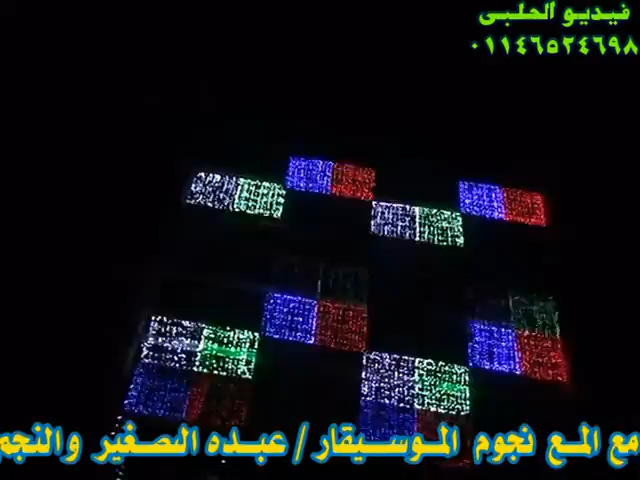 فيديو الحلبى
٠١١٤٦٥٢٤٦٩٨
مع المع نجوم الموسيقار / عبده الصغير والنجم